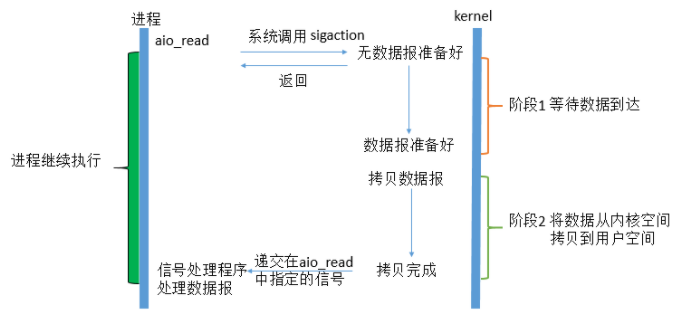 进程
kernel
aio_read
系统调用 sigaction
无数据报准备好
返回
阶段1 等待数据到达
数据报准备好
进程继续执行
拷贝数据报
阶段2 将数据从内核空间
拷贝到用户空间
信号处理程序
处理数据报
递交在aio_read
中指定的信号
拷贝完成